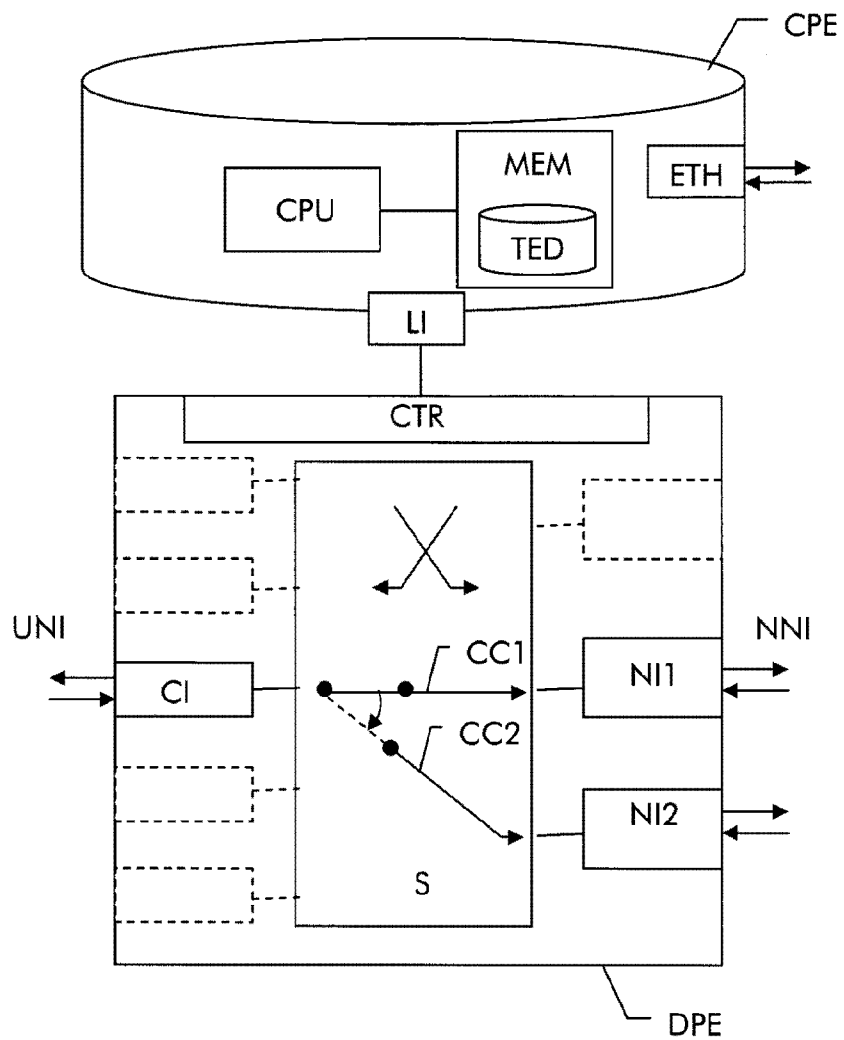 CPE
MEM
ETH
CPU
TED
LI
CTR
UNI
NNI
CC1
CI
NI1
CC2
NI2
S
DPE